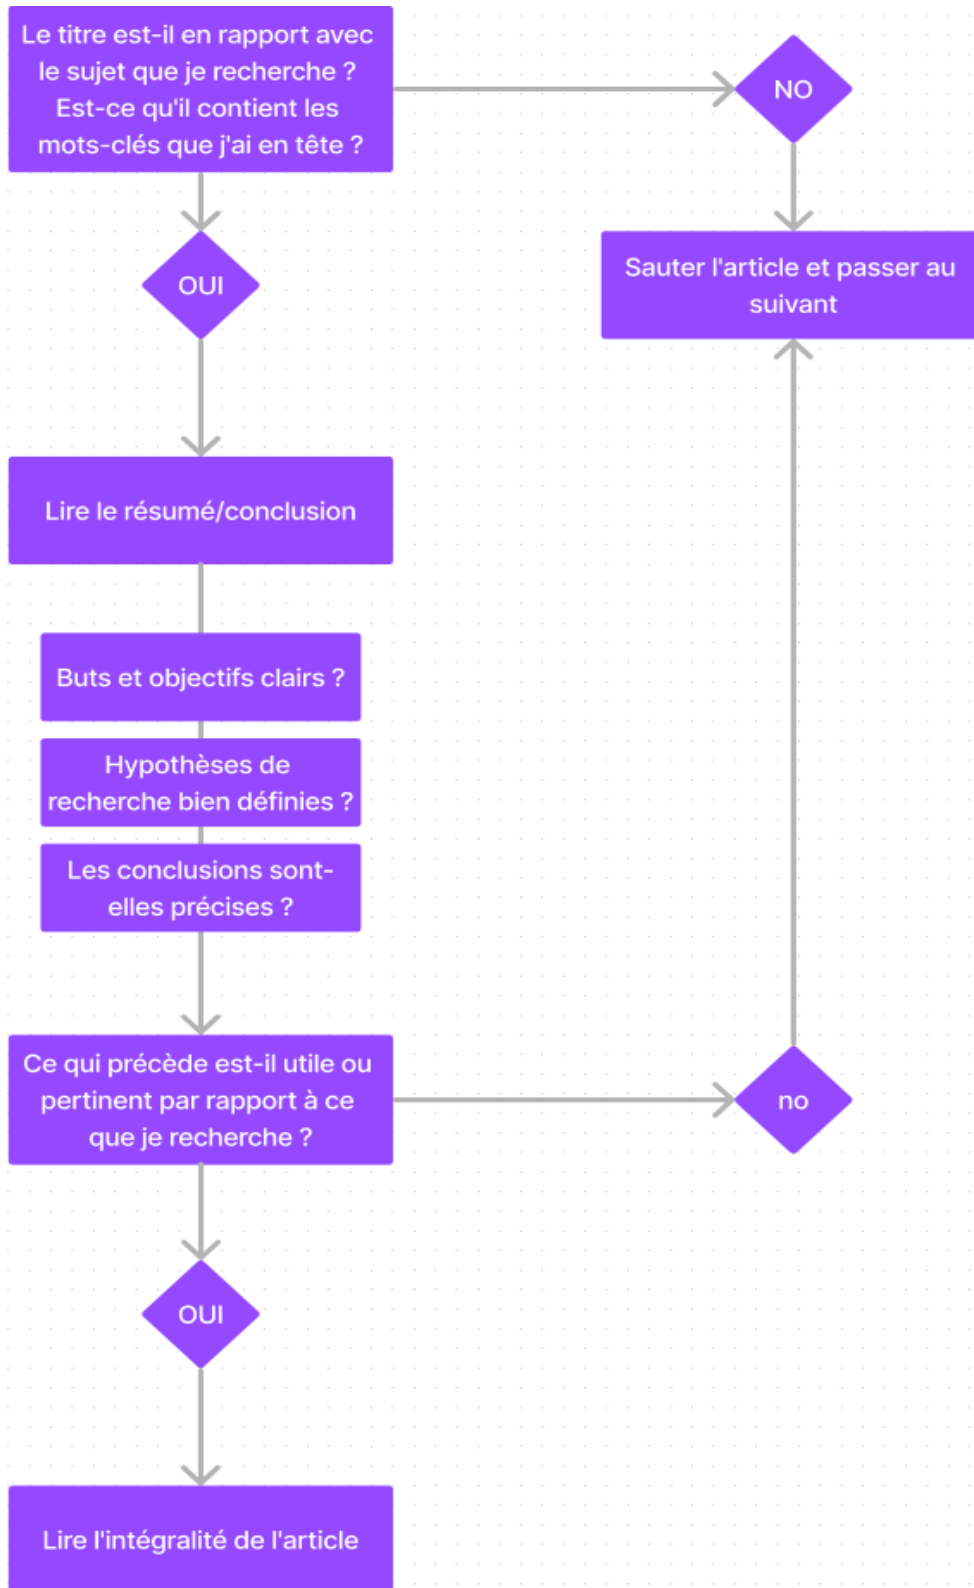 Le titre est-il en rapport avec
le sujet que je recherche ?
Est-ce qu'il contient les
mots-clés que j'ai en tête ?
NO
OUI
Sauter l'article et passer au
suivant
Lire le résumé/conclusion
Buts et objectifs clairs ?
Hypothèses de
recherche bien définies ?
Les conclusions sont-
elles précises ?
Ce qui précède est-il utile ou
pertinent par rapport à ce
que je recherche ?
no
OUI
Lire l'intégralité de l'article